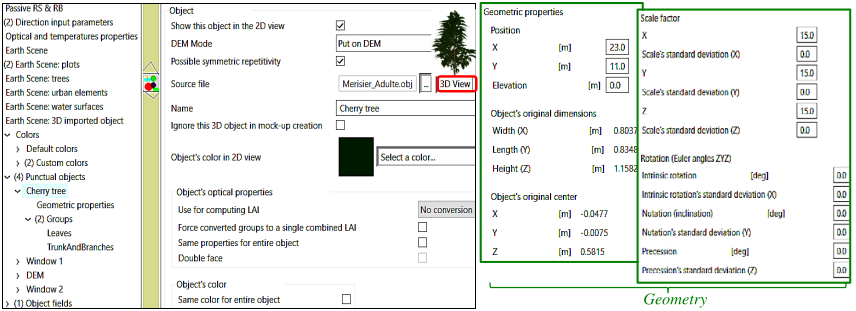 Passive RS & RB
(2) Direction input parameters
Optical and temperatures properties
Earth Scene
(2) Earth Scene: plots
Earth Scene: trees
Earth Scene: urban elements
Earth Scene: water surfaces
Earth Scene: 3D imported object
Colors
Default colors
(2) Custom colors
(4) Punctual objects
Cherry tree
Geometric properties
(2) Groups
Leaves
TrunkAndBranches
Window 1
DEM
Window 2
(1) Object fields
Object
Show this object in the 2D view
DEM Mode Put on DEM
Possible symmetric repetitivity
Source file Merisier_Adulte.obj ... 3D View
Name Cherry tree
Ignore this 3D object in mock-up creation
Object's color in 2D view Select a color...
Object's optical properties
Use for computing LAI No conversion
Force converted groups to a single combined LAI
Same properties for entire object
Double face
Object's color
Same color for entire object
Geometric properties
Position
X [m] 23.0
Y [m] 11.0
Elevation [m] 0.0
Object's original dimensions
Width (X) [m] 0.8037
Length (Y) [m] 0.8348
Height (Z) [m] 1.1582
Object's original center
X [m] -0.0477
Y [m] -0.0075
Z [m] 0.5815
Scale factor
X 15.0
Scale's standard deviation (X) 0.0
Y 15.0
Scale's standard deviation (Y) 0.0
Z 15.0
Scale's standard deviation (Z) 0.0
Rotation (Euler angles ZYZ)
Intrinsic rotation [deg] 0.0
Intrinsic rotation's standard deviation (X) 0.0
Nutation (inclination) [deg] 0.0
Nutation's standard deviation (Y) 0.0
Precession [deg] 0.0
Precession's standard deviation (Z) 0.0
Geometry